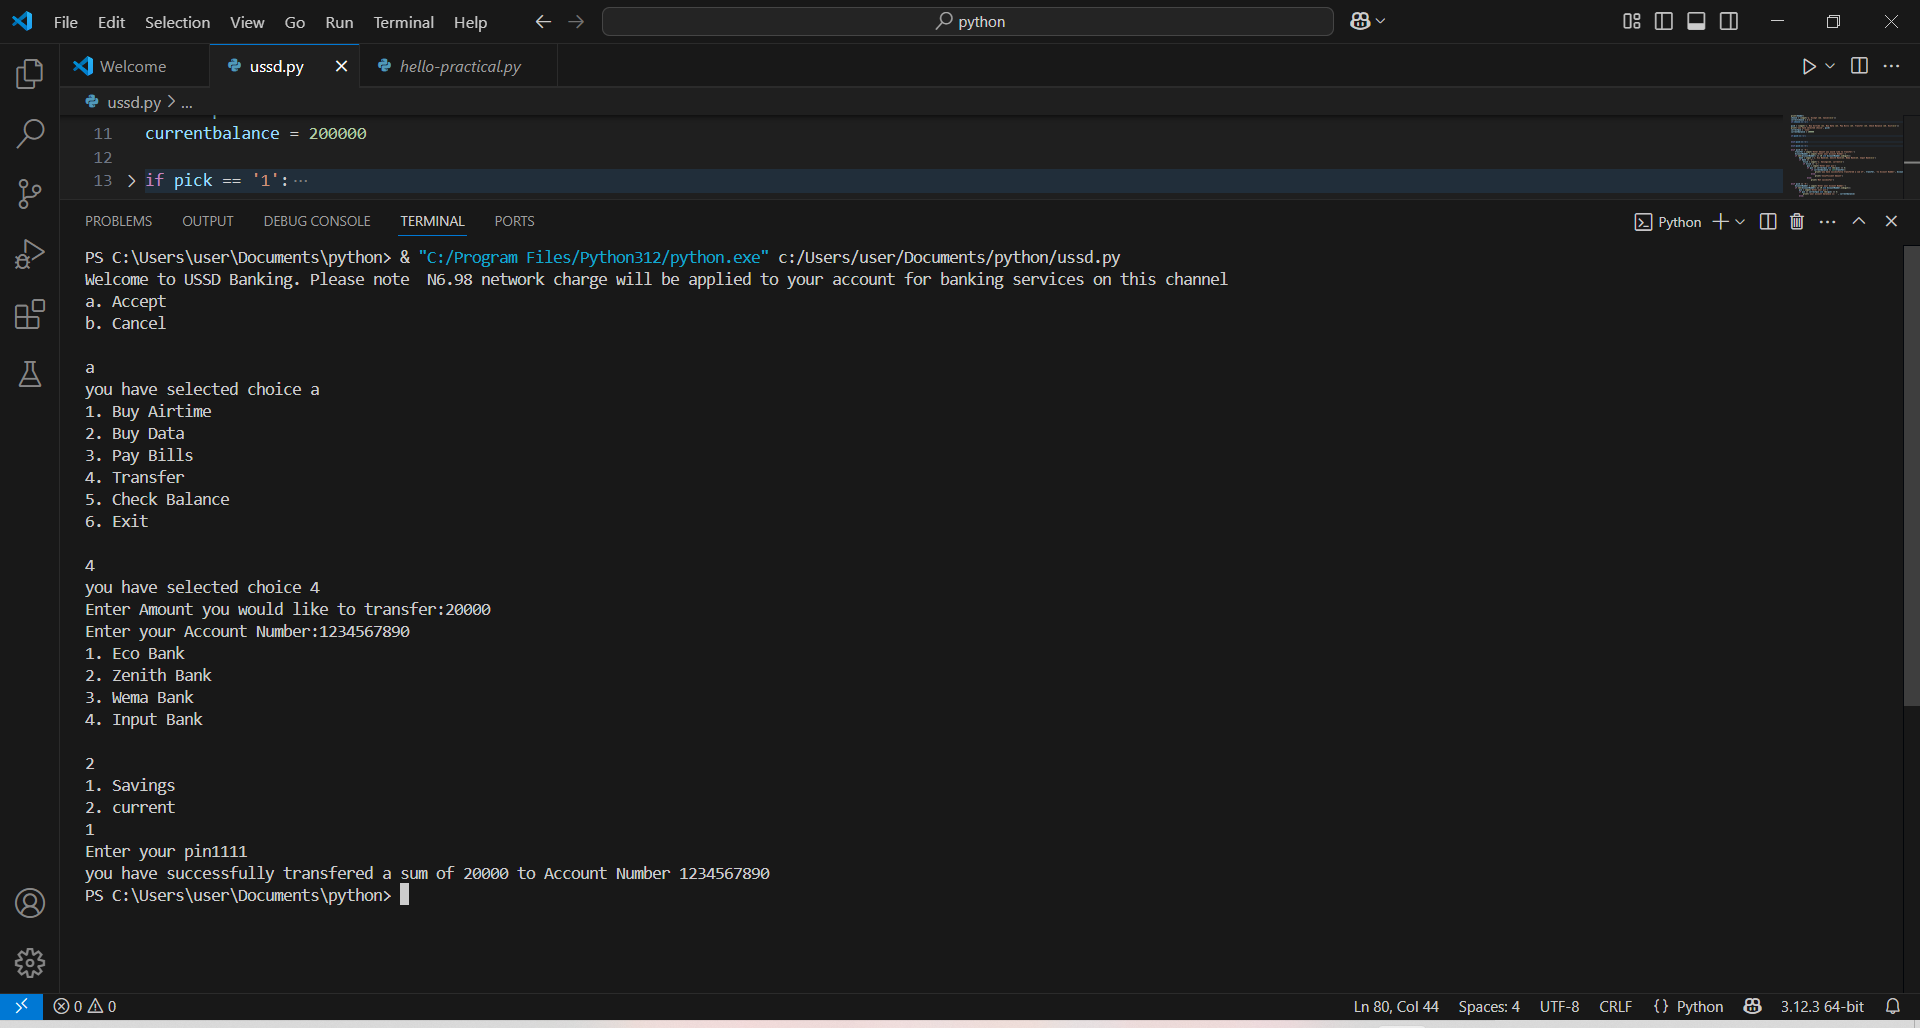 File Edit Selection View Go Run Terminal Help python
Welcome ussd.py hello-practical.py
ussd.py > ...
11 currentbalance = 200000
12
13 if pick == '1': ...
PROBLEMS OUTPUT DEBUG CONSOLE TERMINAL PORTS Python
PS C:\Users\user\Documents\python> & "C:/Program Files/Python312/python.exe" c:/Users/user/Documents/python/ussd.py
Welcome to USSD Banking. Please note  N6.98 network charge will be applied to your account for banking services on this channel
a. Accept
b. Cancel
a
you have selected choice a
1. Buy Airtime
2. Buy Data
3. Pay Bills
4. Transfer
5. Check Balance
6. Exit
4
you have selected choice 4
Enter Amount you would like to transfer:20000
Enter your Account Number:1234567890
1. Eco Bank
2. Zenith Bank
3. Wema Bank
4. Input Bank
2
1. Savings
2. current
1
Enter your pin1111
you have successfully transfered a sum of 20000 to Account Number 1234567890
PS C:\Users\user\Documents\python>
0 0 Ln 80, Col 44 Spaces: 4 UTF-8 CRLF {} Python 3.12.3 64-bit